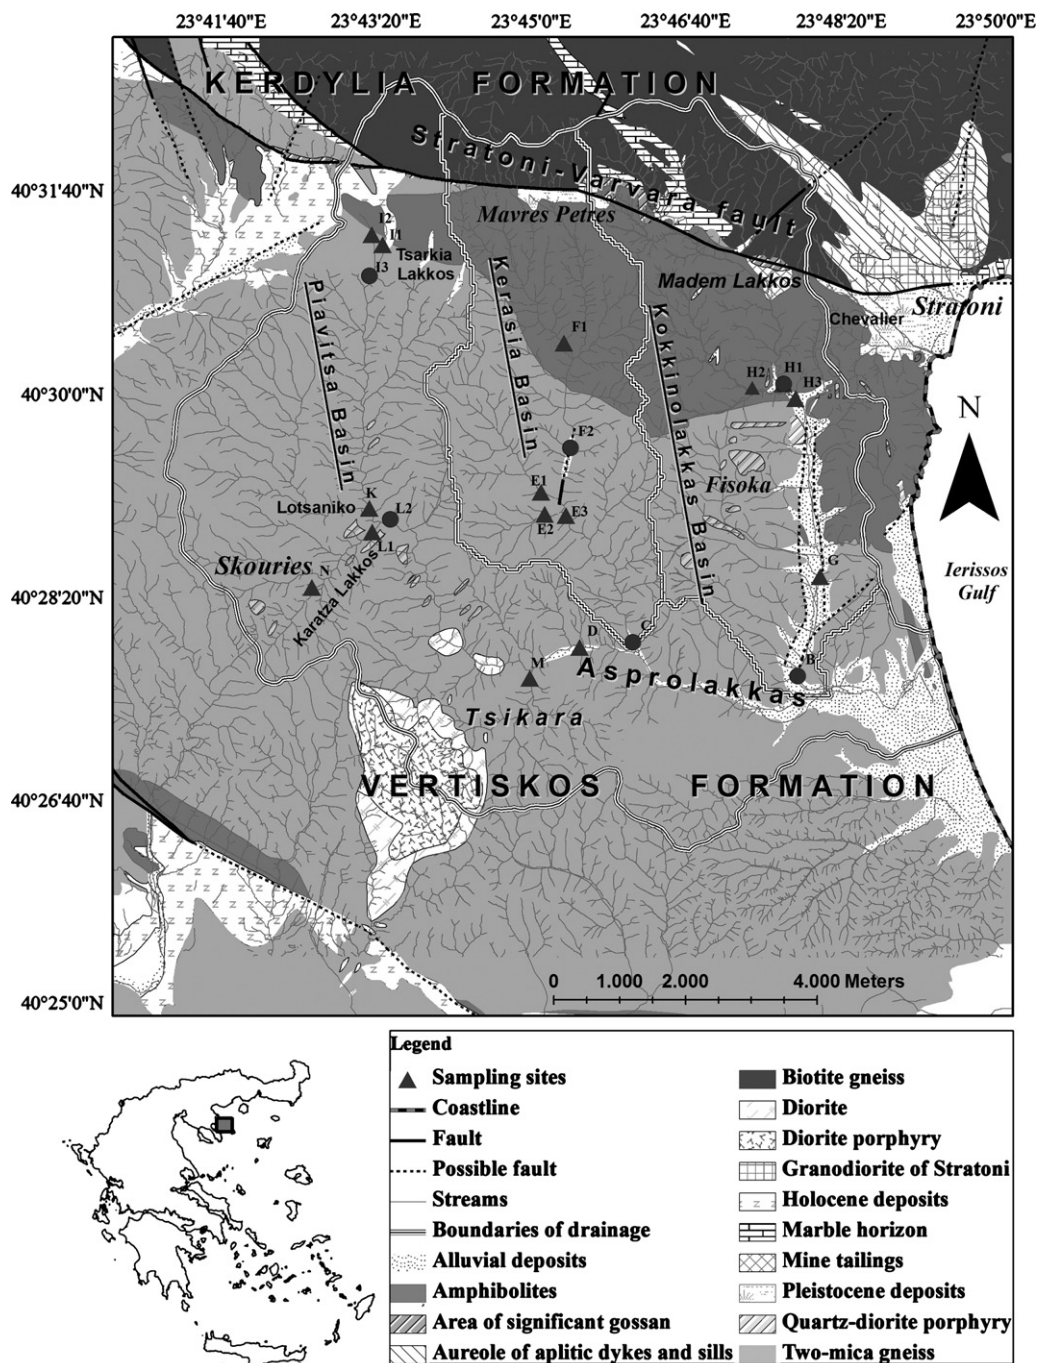 23°41'40"E 23°43'20"E 23°45'0"E 23°46'40"E 23°48'20"E 23°50'0"E
KERDYLIA FORMATION
Stratoni-Varvara fault
40°31'40"N
Mavres Petres
I2
I1
Tsarkia
Lakkos
I3
Madem Lakkos
Stratoni
Chevalier
Piavitsa Basin
Kerasia Basin
Kokkinolakkas Basin
F1
H2 H1
H3
40°30'0"N
N
F2
E1
E2 E3
Fisoka
K
Lotsaniko
L2
L1
Skouries
N
Karatza Lakkos
G
Ierissos
Gulf
40°28'20"N
D
C
M
B
Asprolakkas
Tsikara
VERTISKOS FORMATION
40°26'40"N
0 1.000 2.000 4.000 Meters
40°25'0"N
Legend
Sampling sites
Coastline
Fault
Possible fault
Streams
Boundaries of drainage
Alluvial deposits
Amphibolites
Area of significant gossan
Aureole of aplitic dykes and sills
Biotite gneiss
Diorite
Diorite porphyry
Granodiorite of Stratoni
Holocene deposits
Marble horizon
Mine tailings
Pleistocene deposits
Quartz-diorite porphyry
Two-mica gneiss